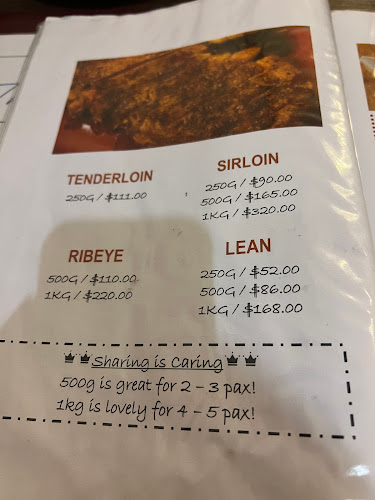 TENDERLOIN
250G / $111.00
SIRLOIN
250G / $90.00
500G / $165.00
1KG / $320.00
RIBEYE
500G / $110.00
1KG / $220.00
LEAN
250G / $52.00
500G / $86.00
1KG / $168.00
Sharing is Caring
500g is great for 2 - 3 pax!
1kg is lovely for 4 - 5 pax!